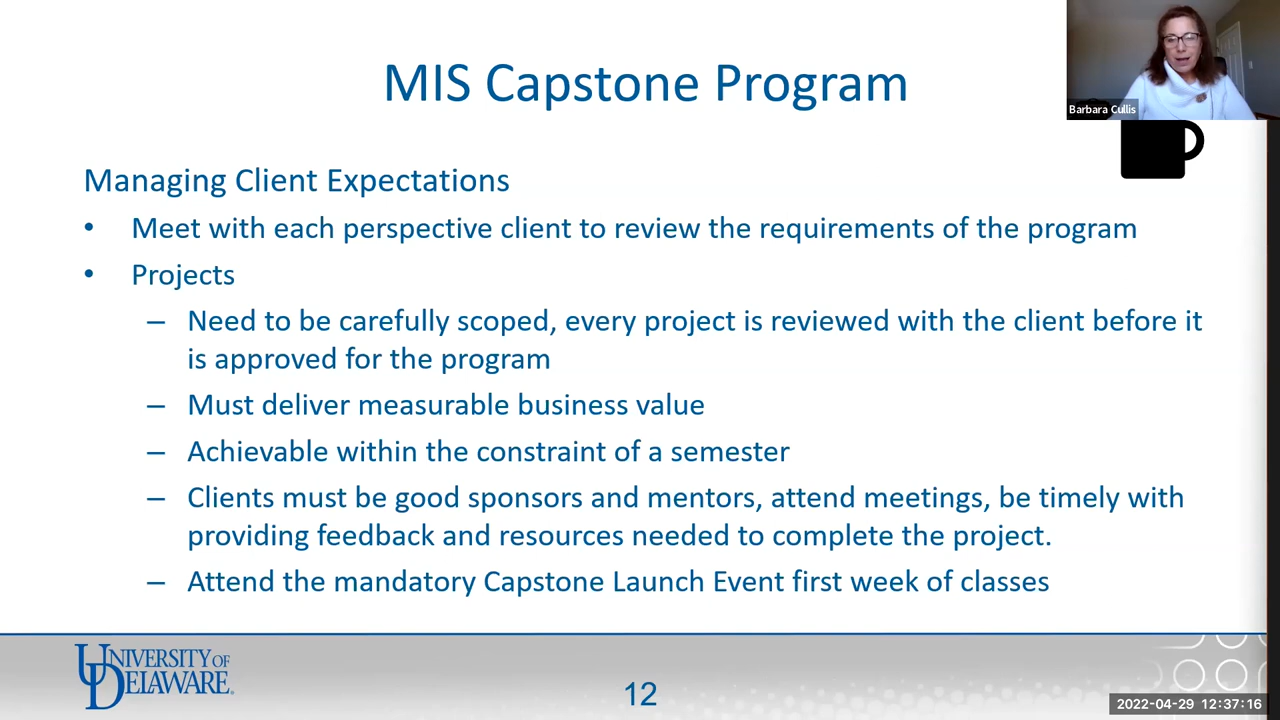 MIS Capstone Program
Barbara Cullis
Managing Client Expectations
• Meet with each perspective client to review the requirements of the program
• Projects
– Need to be carefully scoped, every project is reviewed with the client before it
is approved for the program
– Must deliver measurable business value
– Achievable within the constraint of a semester
– Clients must be good sponsors and mentors, attend meetings, be timely with
providing feedback and resources needed to complete the project.
– Attend the mandatory Capstone Launch Event first week of classes
UNIVERSITY OF
DELAWARE
12
2022-04-29 12:37:16